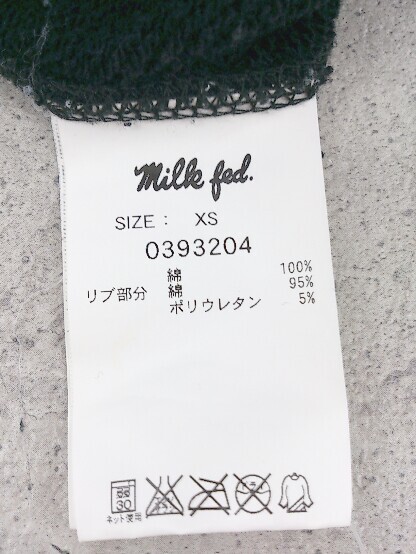 Milk fed.
SIZE : XS
0393204
綿 100%
リブ部分 綿 95%
ポリウレタン 5%
30
ネット使用